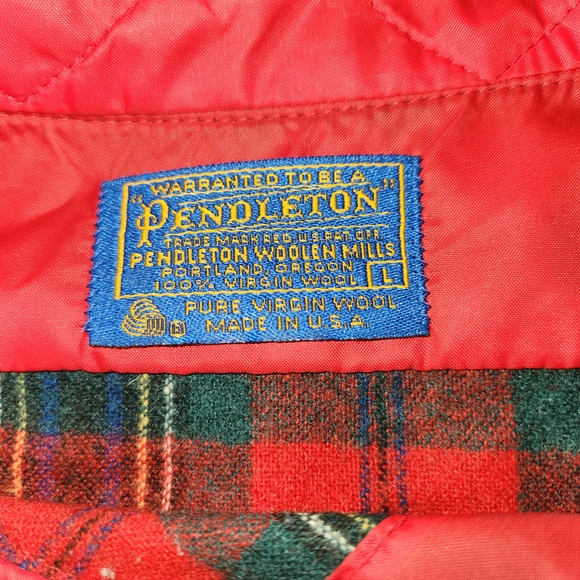 WARRANTED TO BE A
"PENDLETON"
TRADE MARK REG. U.S. PAT. OFF.
PENDLETON WOOLEN MILLS
PORTLAND, OREGON
100% VIRGIN WOOL L
PURE VIRGIN WOOL
® MADE IN U.S.A.